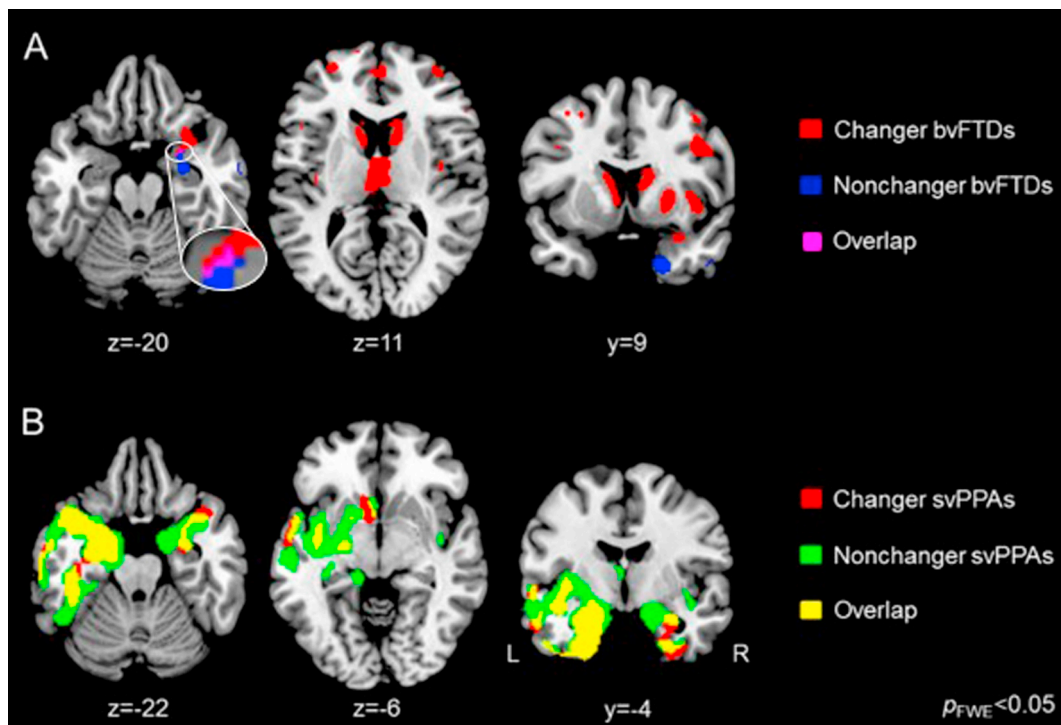 A
Changer bvFTDs
Nonchanger bvFTDs
Overlap
z=-20
z=11
y=9
B
Changer svPPAs
Nonchanger svPPAs
Overlap
L
R
z=-22
z=-6
y=-4
pFWE<0.05